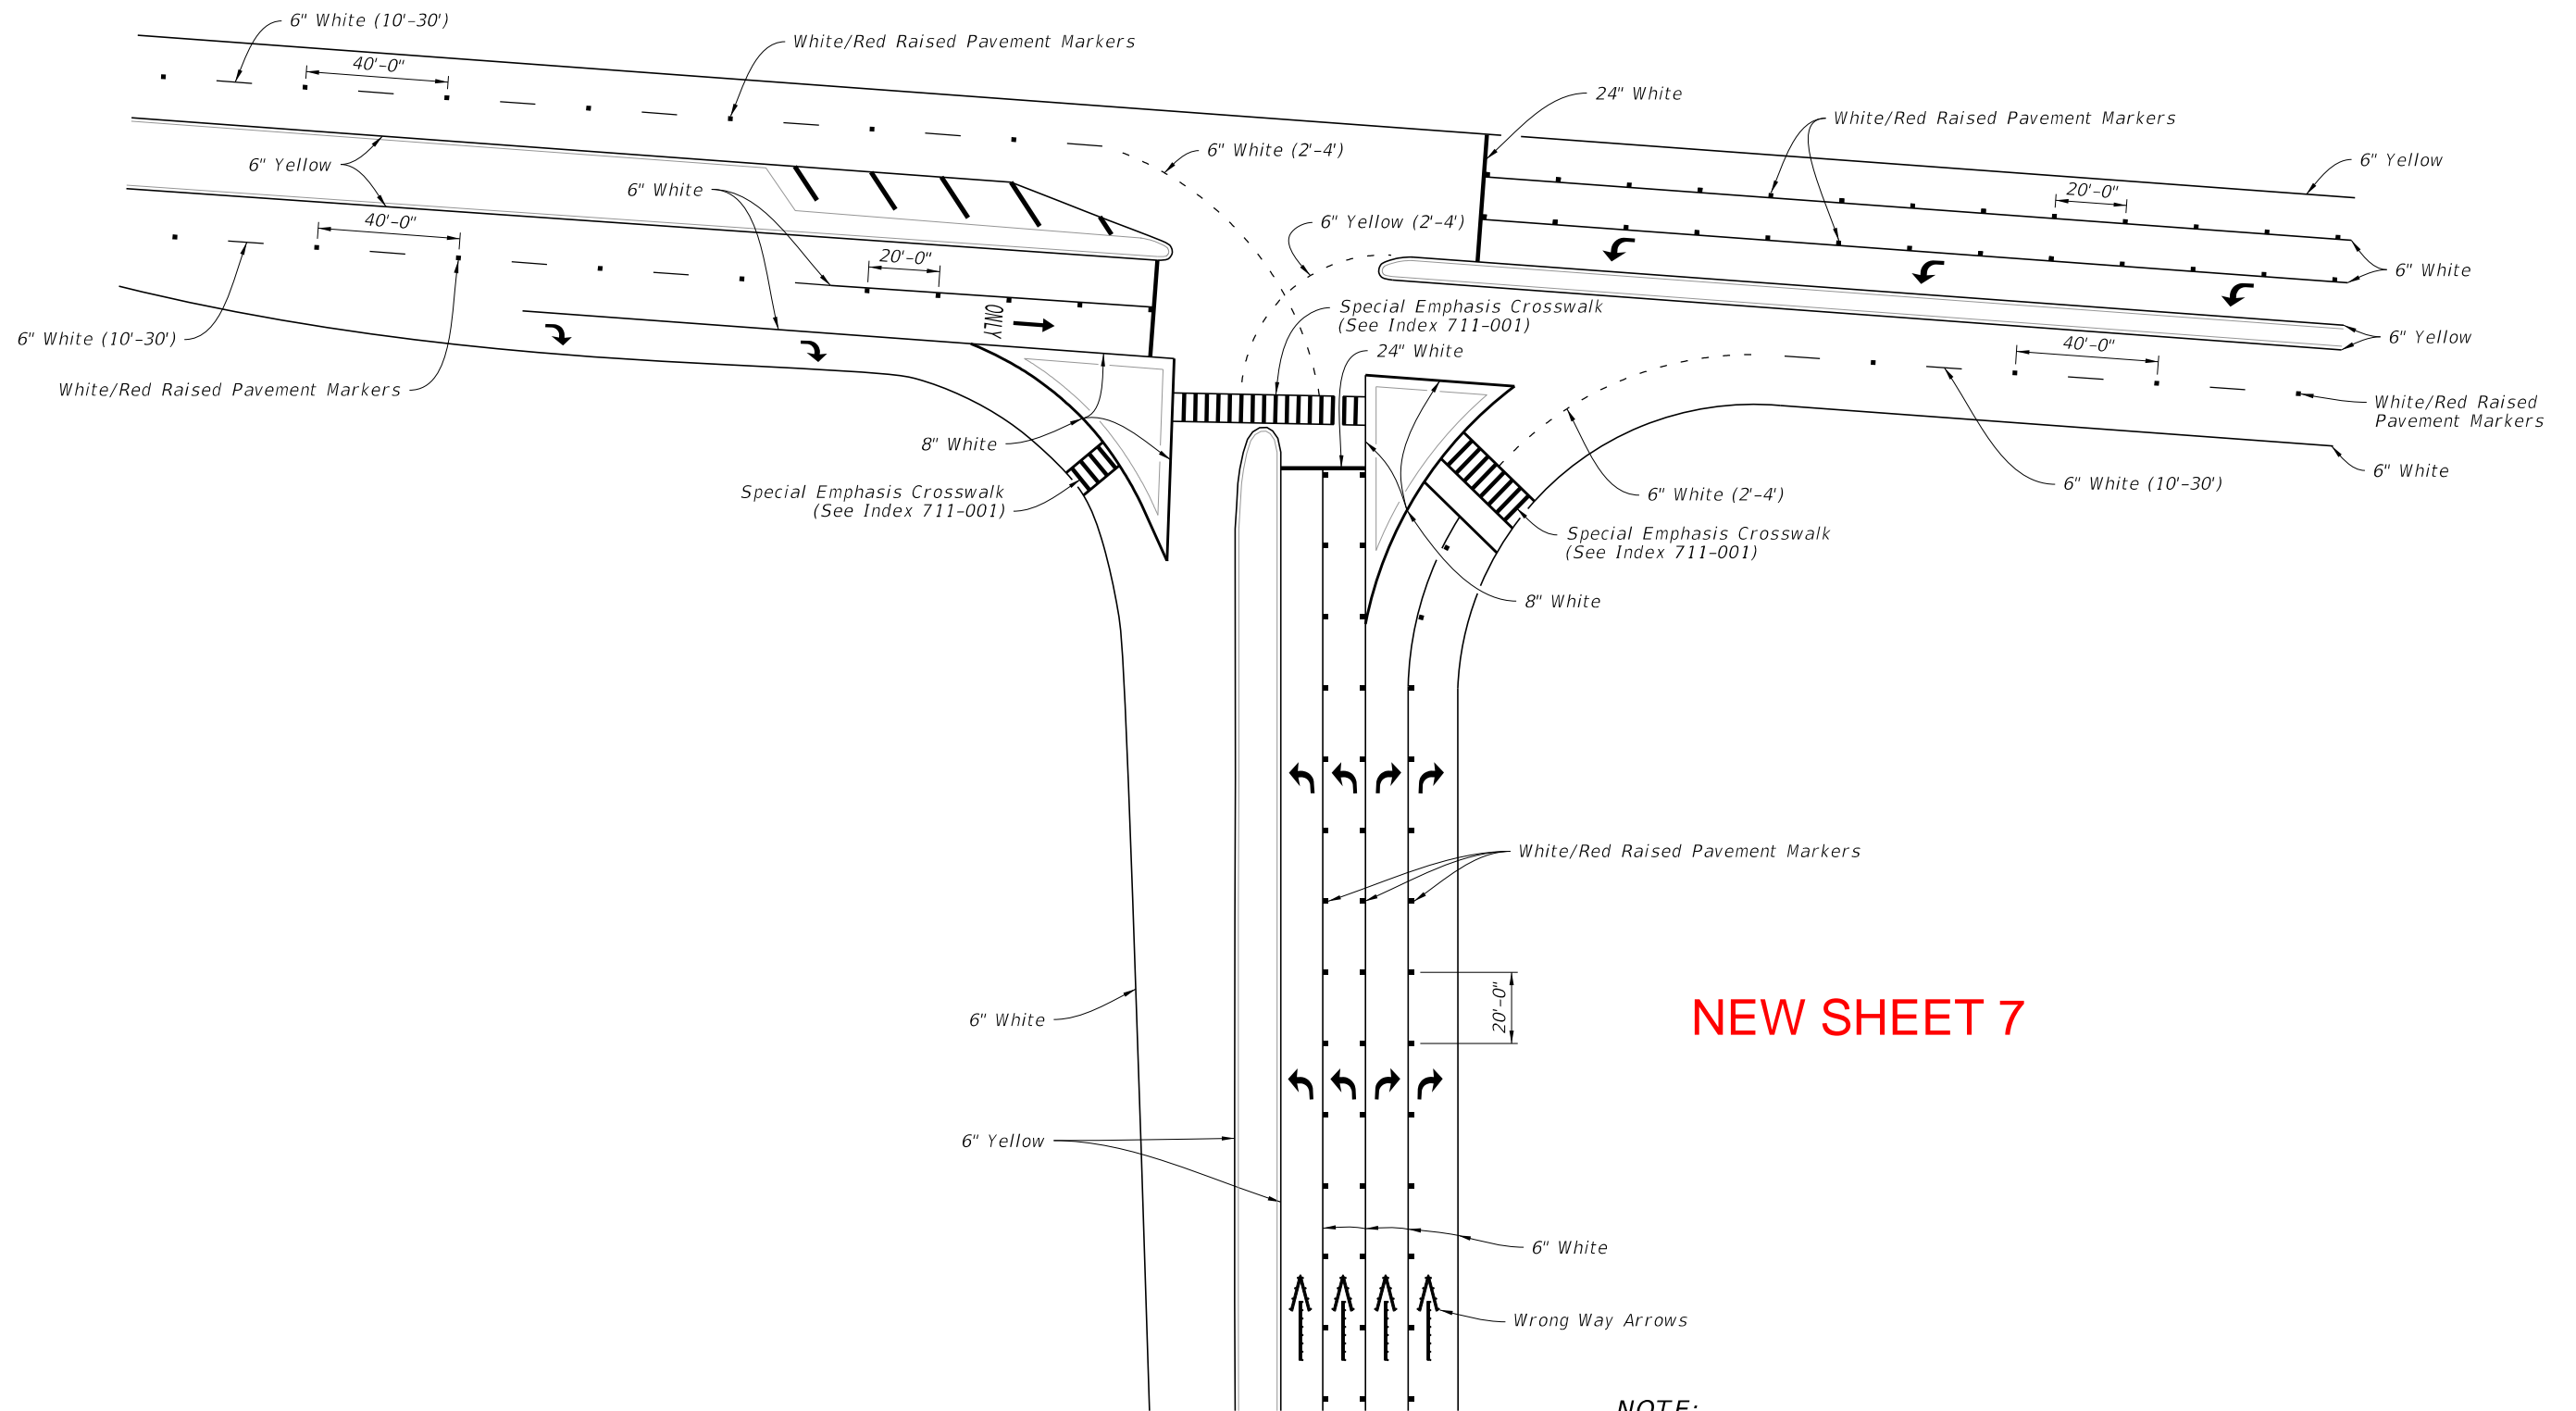 6" White (10'-30')
White/Red Raised Pavement Markers
40'-0"
24" White
White/Red Raised Pavement Markers
6" White (2'-4')
6" Yellow
6" Yellow
6" White
20'-0"
40'-0"
6" Yellow (2'-4')
20'-0"
6" White
ONLY
Special Emphasis Crosswalk
(See Index 711-001)
6" White (10'-30')
24" White
6" Yellow
40'-0"
White/Red Raised Pavement Markers
White/Red Raised
Pavement Markers
8" White
6" White
6" White (10'-30')
Special Emphasis Crosswalk
(See Index 711-001)
6" White (2'-4')
Special Emphasis Crosswalk
(See Index 711-001)
8" White
White/Red Raised Pavement Markers
20'-0"
NEW SHEET 7
6" White
6" Yellow
6" White
Wrong Way Arrows
NOTE: